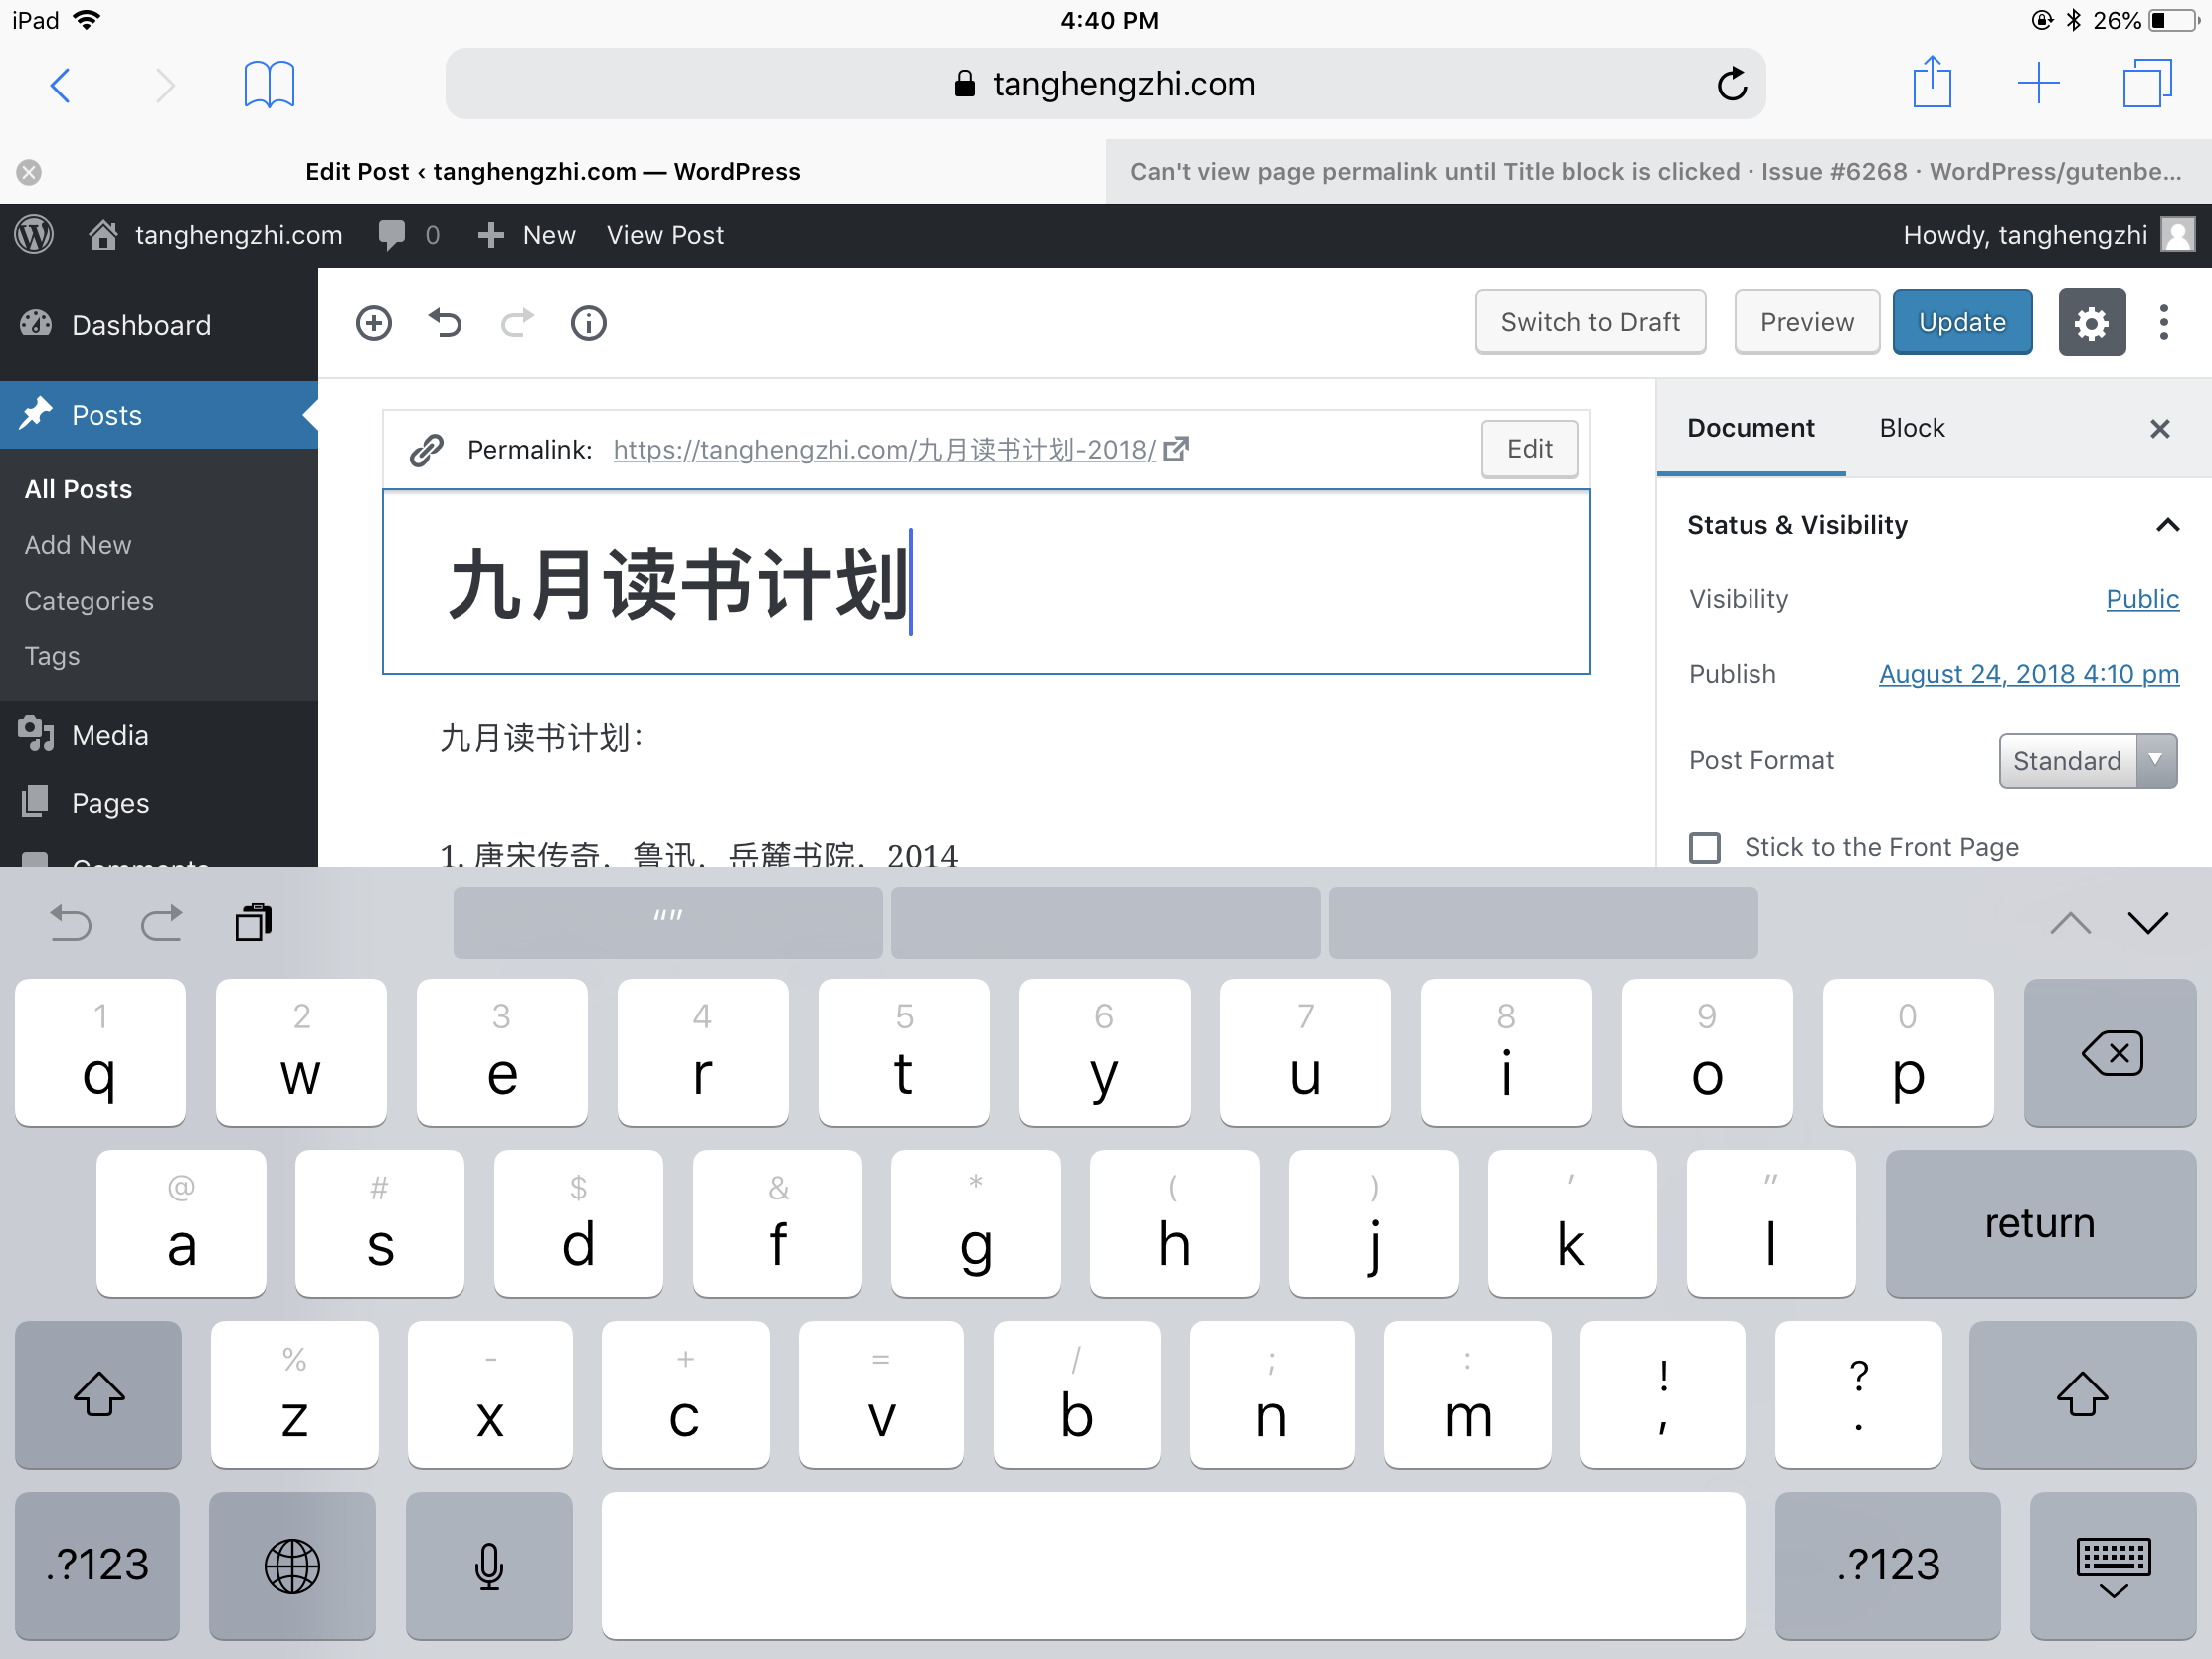 iPad 4:40 PM 26%
tanghengzhi.com
Edit Post ‹ tanghengzhi.com — WordPress
Can't view page permalink until Title block is clicked · Issue #6268 · WordPress/gutenbe...
tanghengzhi.com 0 New View Post Howdy, tanghengzhi
Dashboard
Posts
All Posts
Add New
Categories
Tags
Media
Pages
Comments
Switch to Draft Preview Update
Permalink: https://tanghengzhi.com/九月读书计划-2018/ Edit
九月读书计划
九月读书计划：
1. 唐宋传奇，鲁迅，岳麓书院，2014
Document Block
Status & Visibility
Visibility Public
Publish August 24, 2018 4:10 pm
Post Format Standard
Stick to the Front Page
“”
1 2 3 4 5 6 7 8 9 0
q w e r t y u i o p
@ # $ & * ( ) ' "
a s d f g h j k l return
% - + = / ; : ! ?
z x c v b n m , .
.?123 .?123